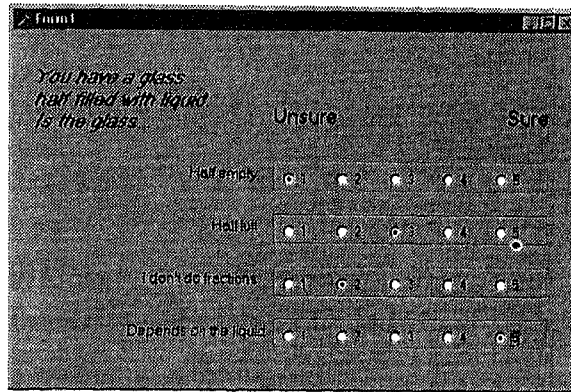 Form1
You have a glass
half filled with liquid
Is the glass...
Unsure Sure
Half empty 1 2 3 4 5
Half full 1 2 3 4 5
I don't do fractions 1 2 3 4 5
Depends on the liquid 1 2 3 4 5